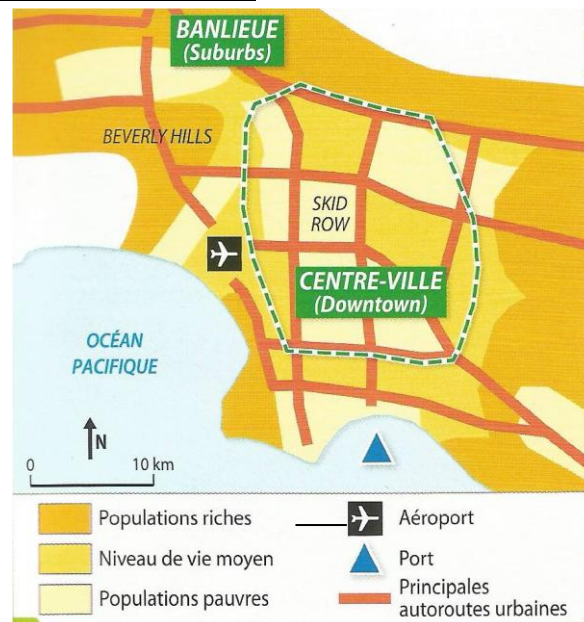 BANLIEUE
(Suburbs)
BEVERLY HILLS
SKID
ROW
CENTRE-VILLE
(Downtown)
OCÉAN
PACIFIQUE
N
0 10 km
Populations riches
Niveau de vie moyen
Populations pauvres
Aéroport
Port
Principales
autoroutes urbaines